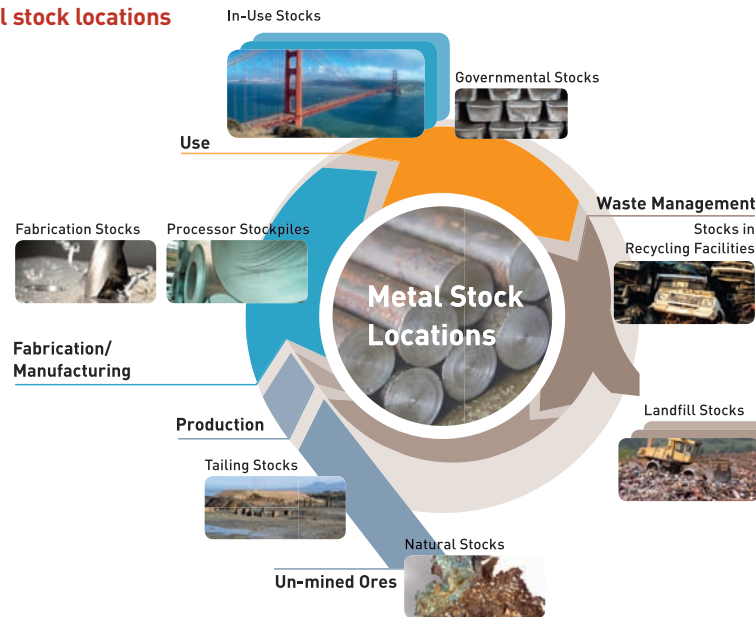 l stock locations
In-Use Stocks
Governmental Stocks
Use
Waste Management
Stocks in
Recycling Facilities
Fabrication Stocks
Processor Stockpiles
Metal Stock
Locations
Fabrication/
Manufacturing
Landfill Stocks
Production
Tailing Stocks
Natural Stocks
Un-mined Ores